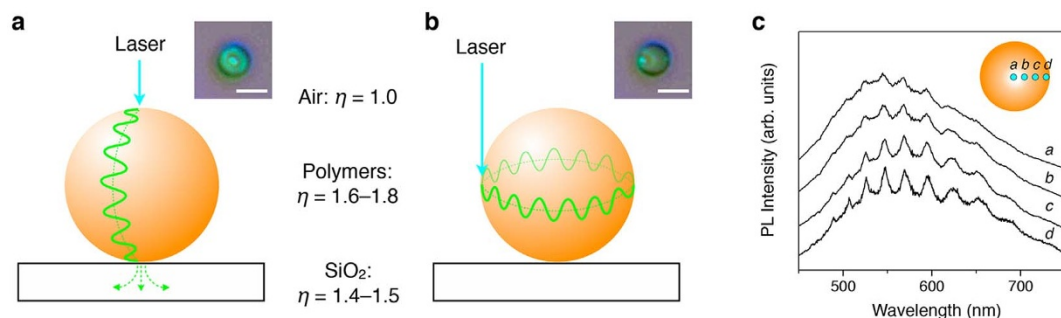 a
Laser
Air: η = 1.0
Polymers:
η = 1.6–1.8
SiO₂:
η = 1.4–1.5
b
Laser
c
PL Intensity (arb. units)
a b c d
a
b
c
d
450 500 600 700
Wavelength (nm)